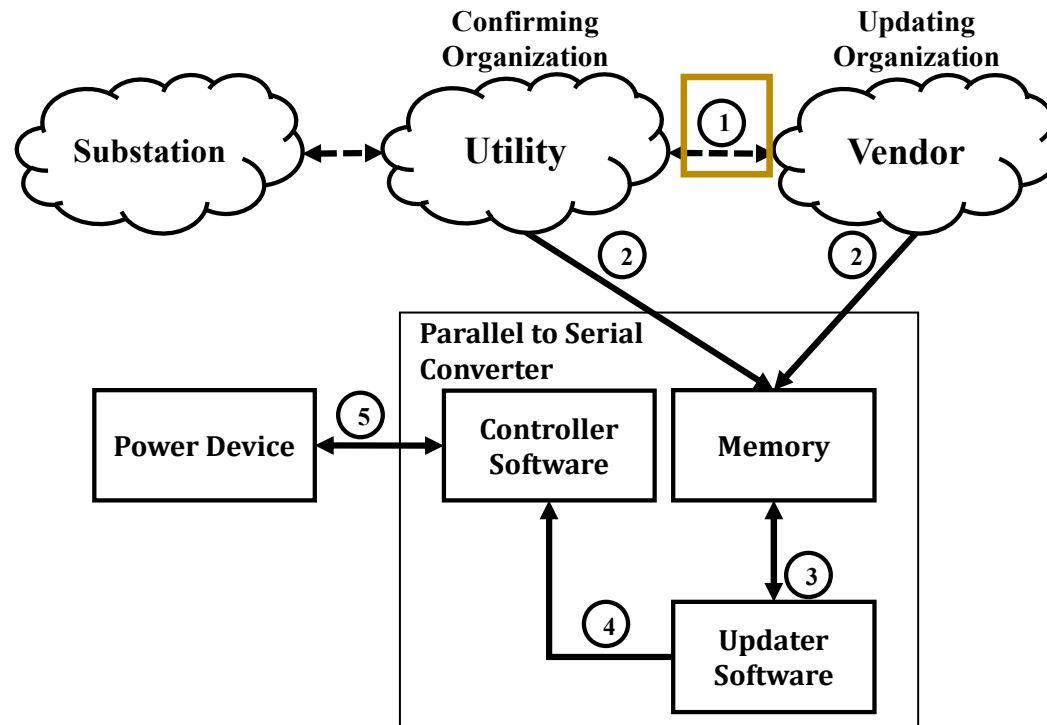 Confirming
Organization
Updating
Organization
Substation
Utility
1
Vendor
2
2
Parallel to Serial
Converter
Power Device
5
Controller
Software
Memory
3
4
Updater
Software